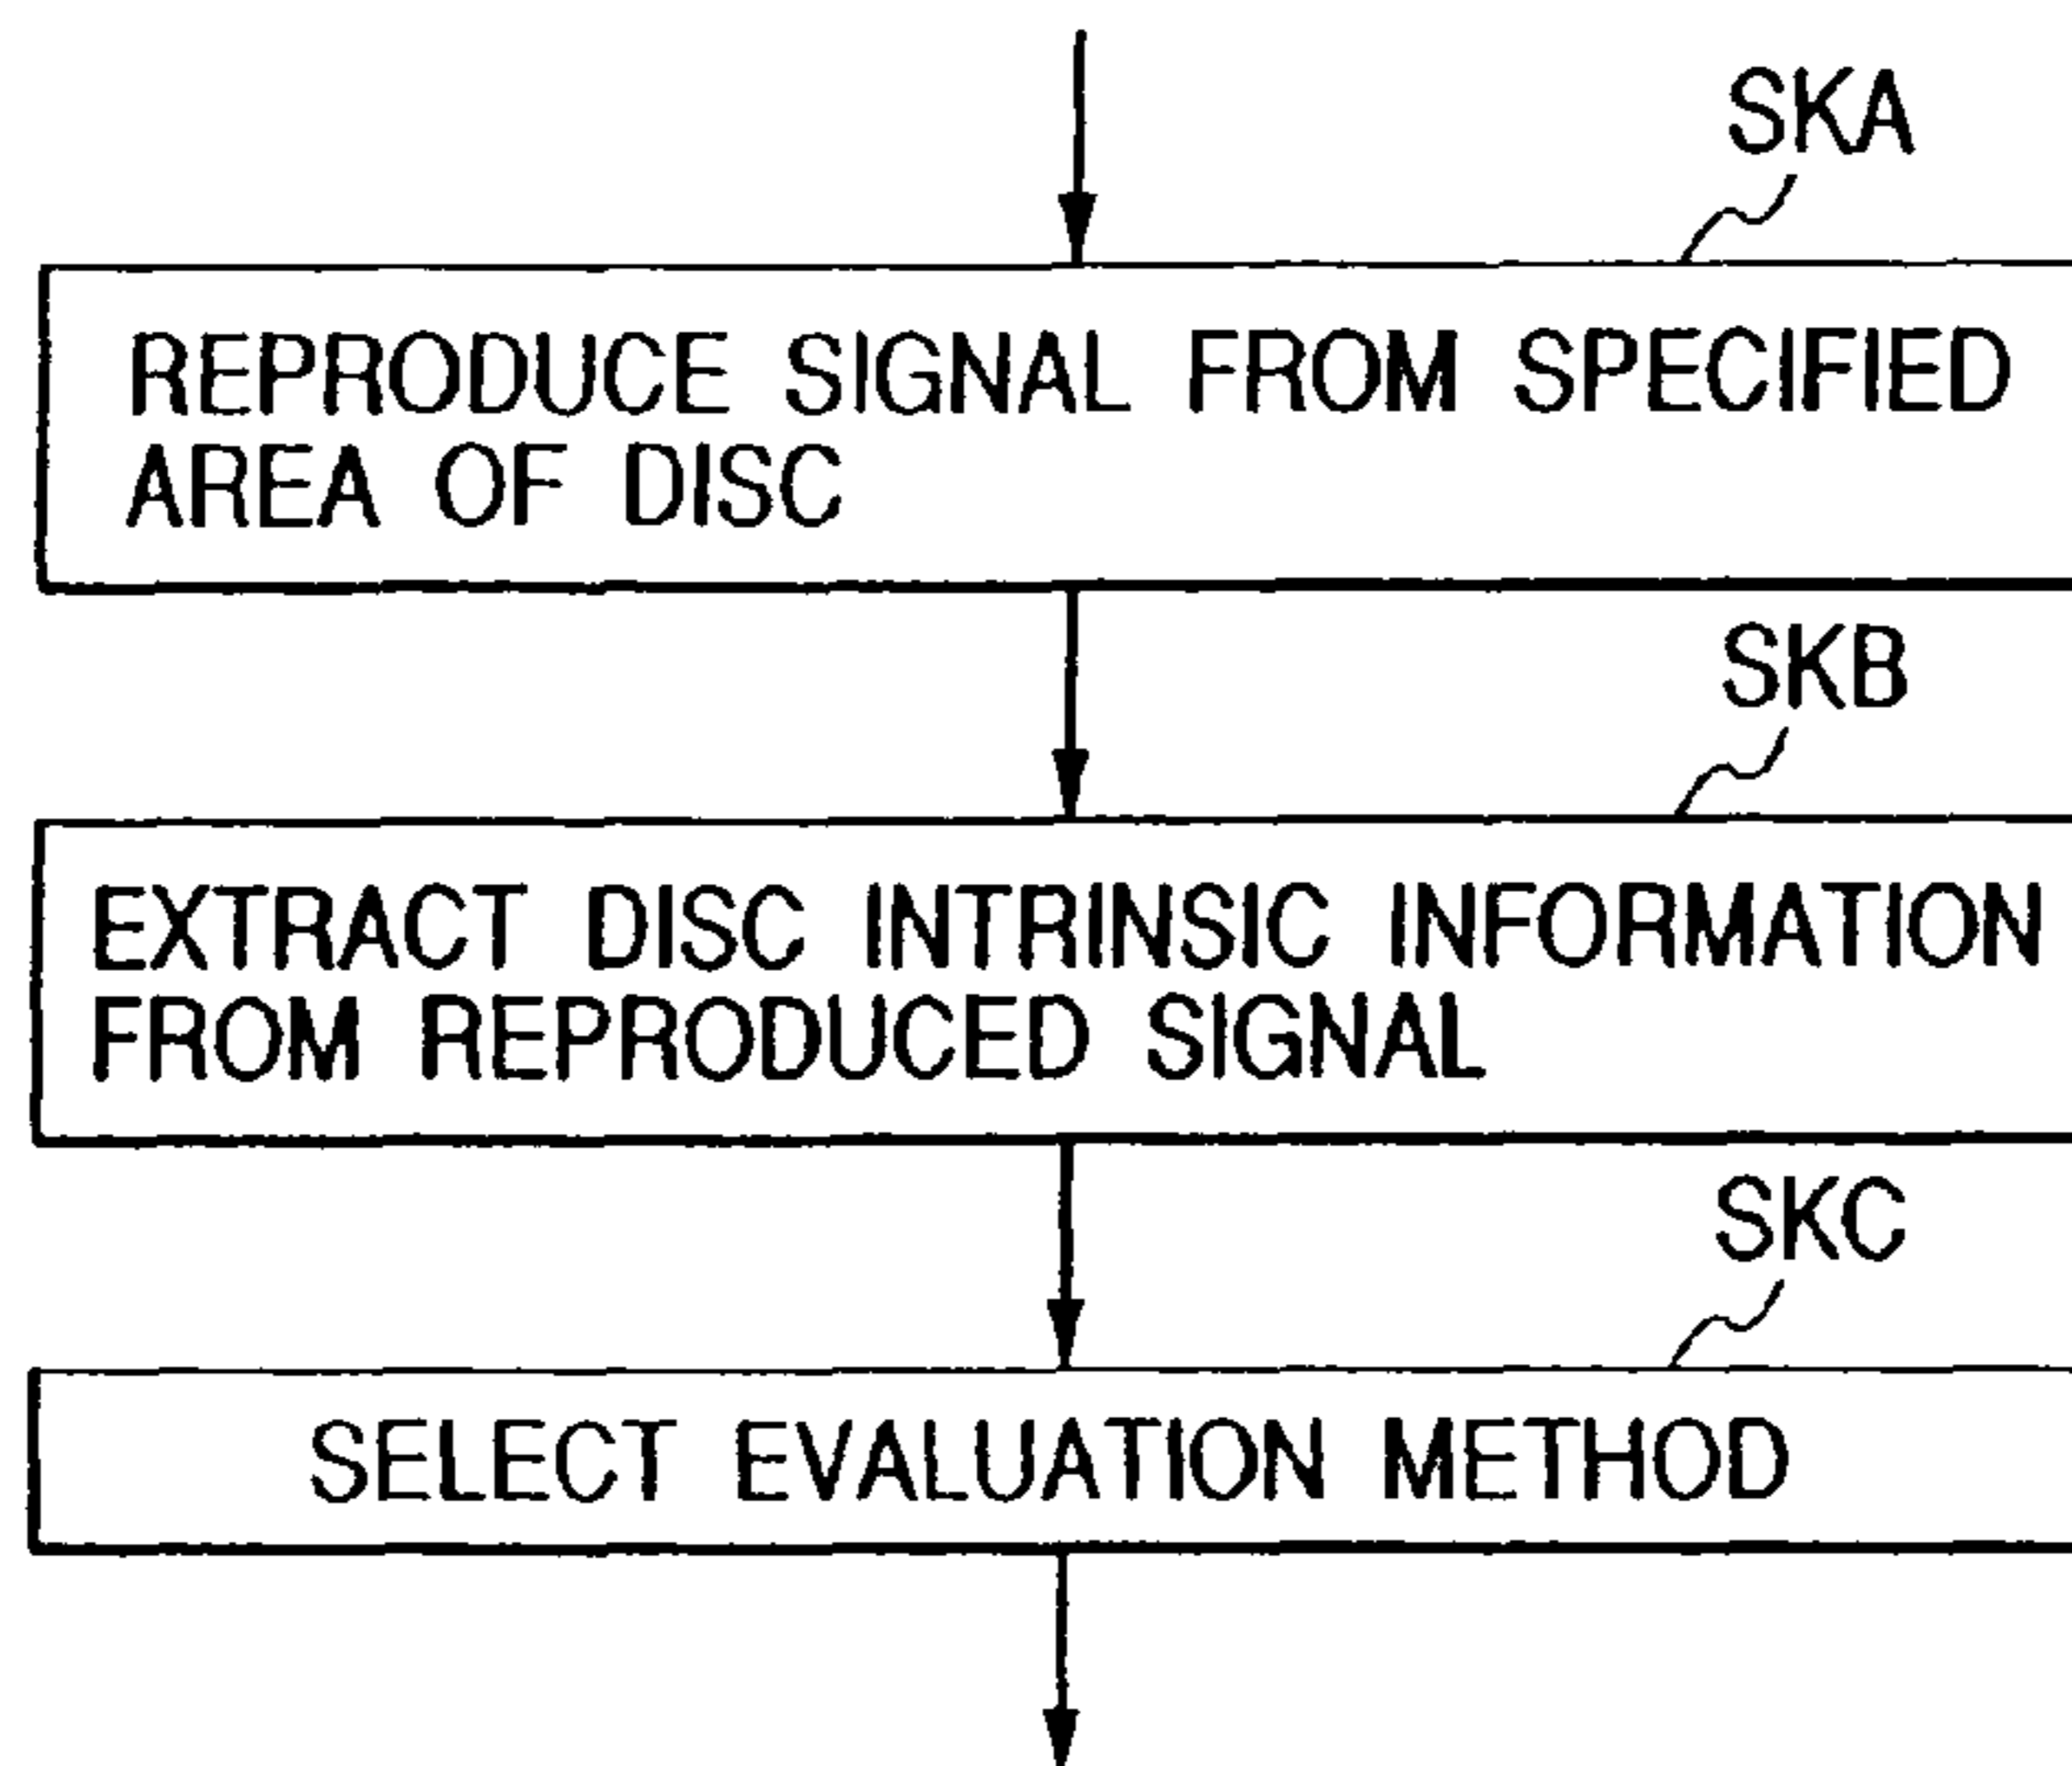 SKA
REPRODUCE SIGNAL FROM SPECIFIED
AREA OF DISC
SKB
EXTRACT DISC INTRINSIC INFORMATION
FROM REPRODUCED SIGNAL
SKC
SELECT EVALUATION METHOD